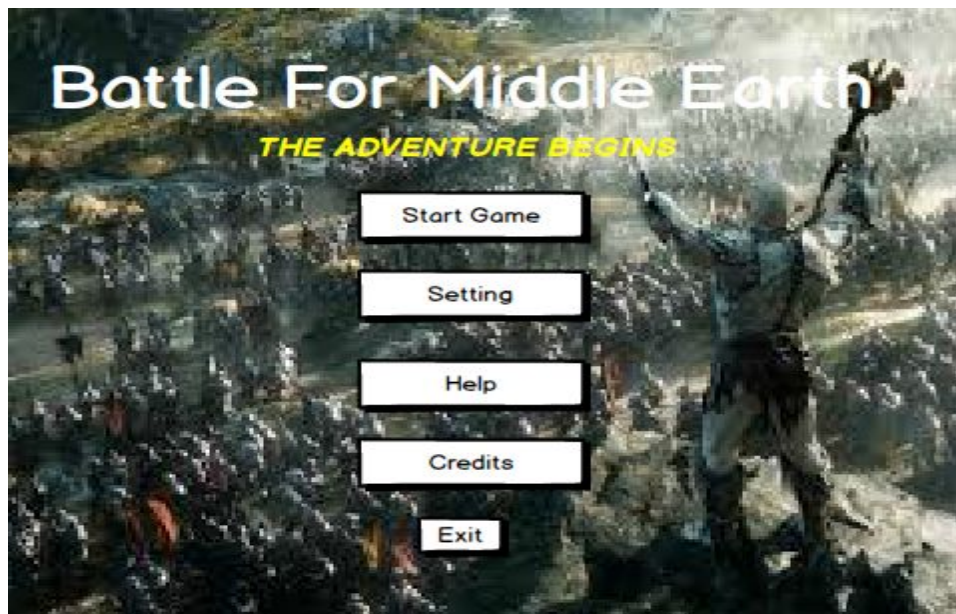 Battle For Middle Earth
THE ADVENTURE BEGINS
Start Game
Setting
Help
Credits
Exit